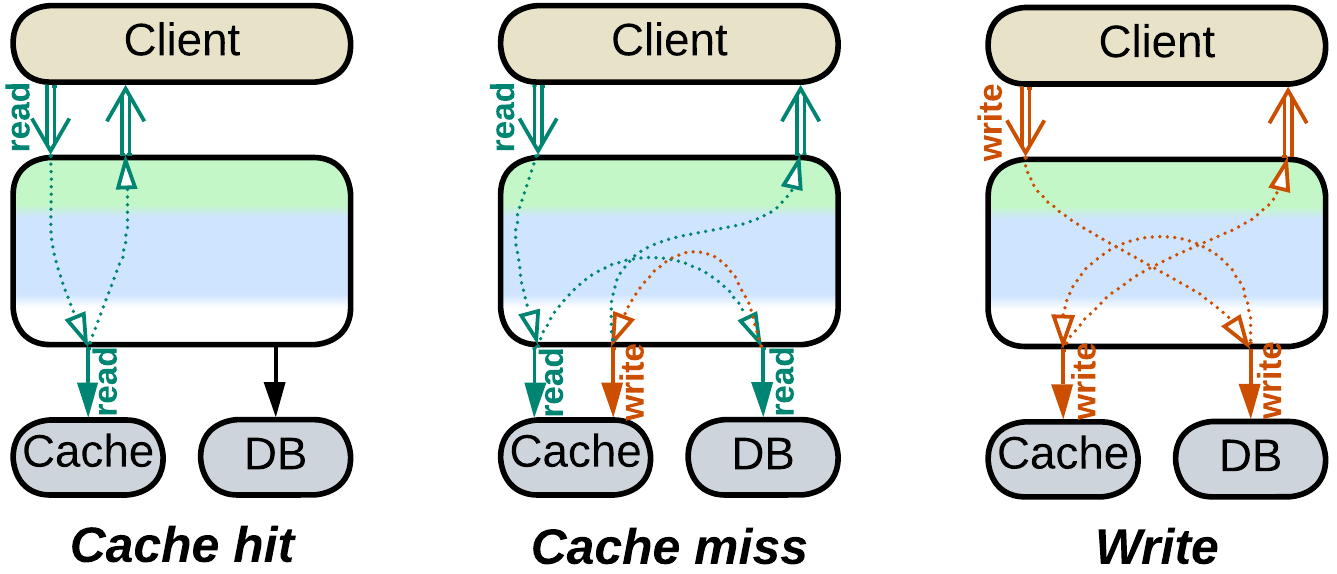 Client
Client
Client
read
read
write
read
read
write
read
write
write
Cache
DB
Cache
DB
Cache
DB
Cache hit
Cache miss
Write